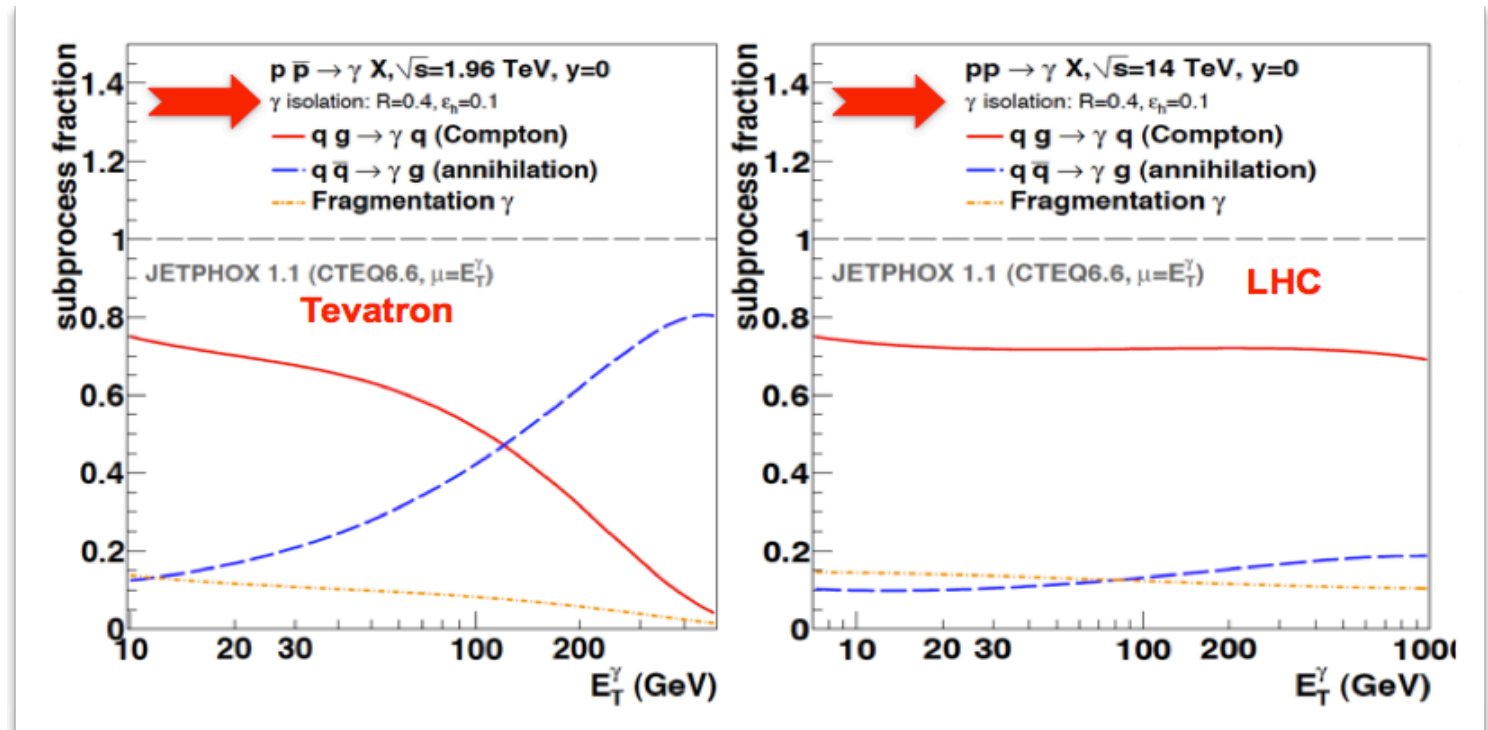 subprocess fraction
1.4
1.2
1
0.8
0.6
0.4
0.2
0
p p̅ → γ X,√s=1.96 TeV, y=0
γ isolation: R=0.4, εₕ=0.1
q g → γ q (Compton)
q q̅ → γ g (annihilation)
Fragmentation γ
JETPHOX 1.1 (CTEQ6.6, μ=E_T^γ)
Tevatron
10 20 30 100 200
E_T^γ (GeV)
subprocess fraction
1.4
1.2
1
0.8
0.6
0.4
0.2
0
pp → γ X,√s=14 TeV, y=0
γ isolation: R=0.4, εₕ=0.1
q g → γ q (Compton)
q q̅ → γ g (annihilation)
Fragmentation γ
JETPHOX 1.1 (CTEQ6.6, μ=E_T^γ)
LHC
10 20 30 100 200
E_T^γ (GeV)